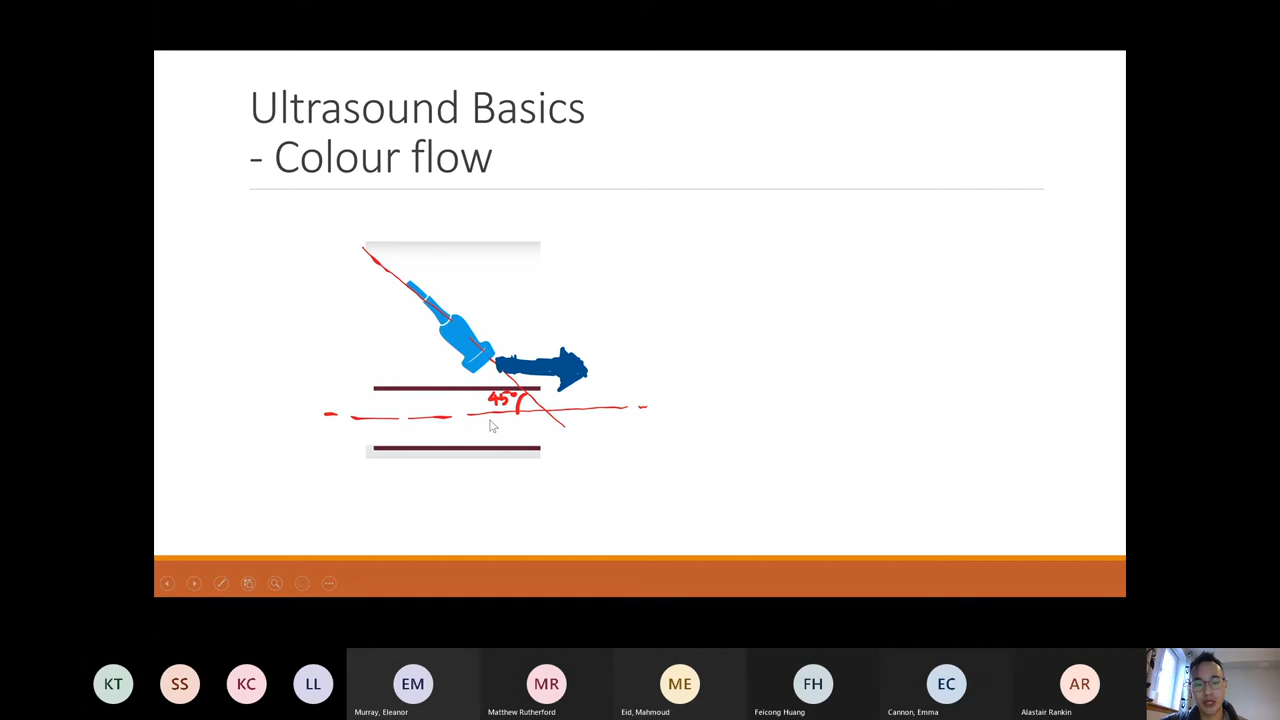 Ultrasound Basics
- Colour flow
45°
KT
SS
KC
LL
EM
MR
ME
FH
EC
AR
Murray, Eleanor
Matthew Rutherford
Eid, Mahmoud
Feicong Huang
Cannon, Emma
Alastair Rankin